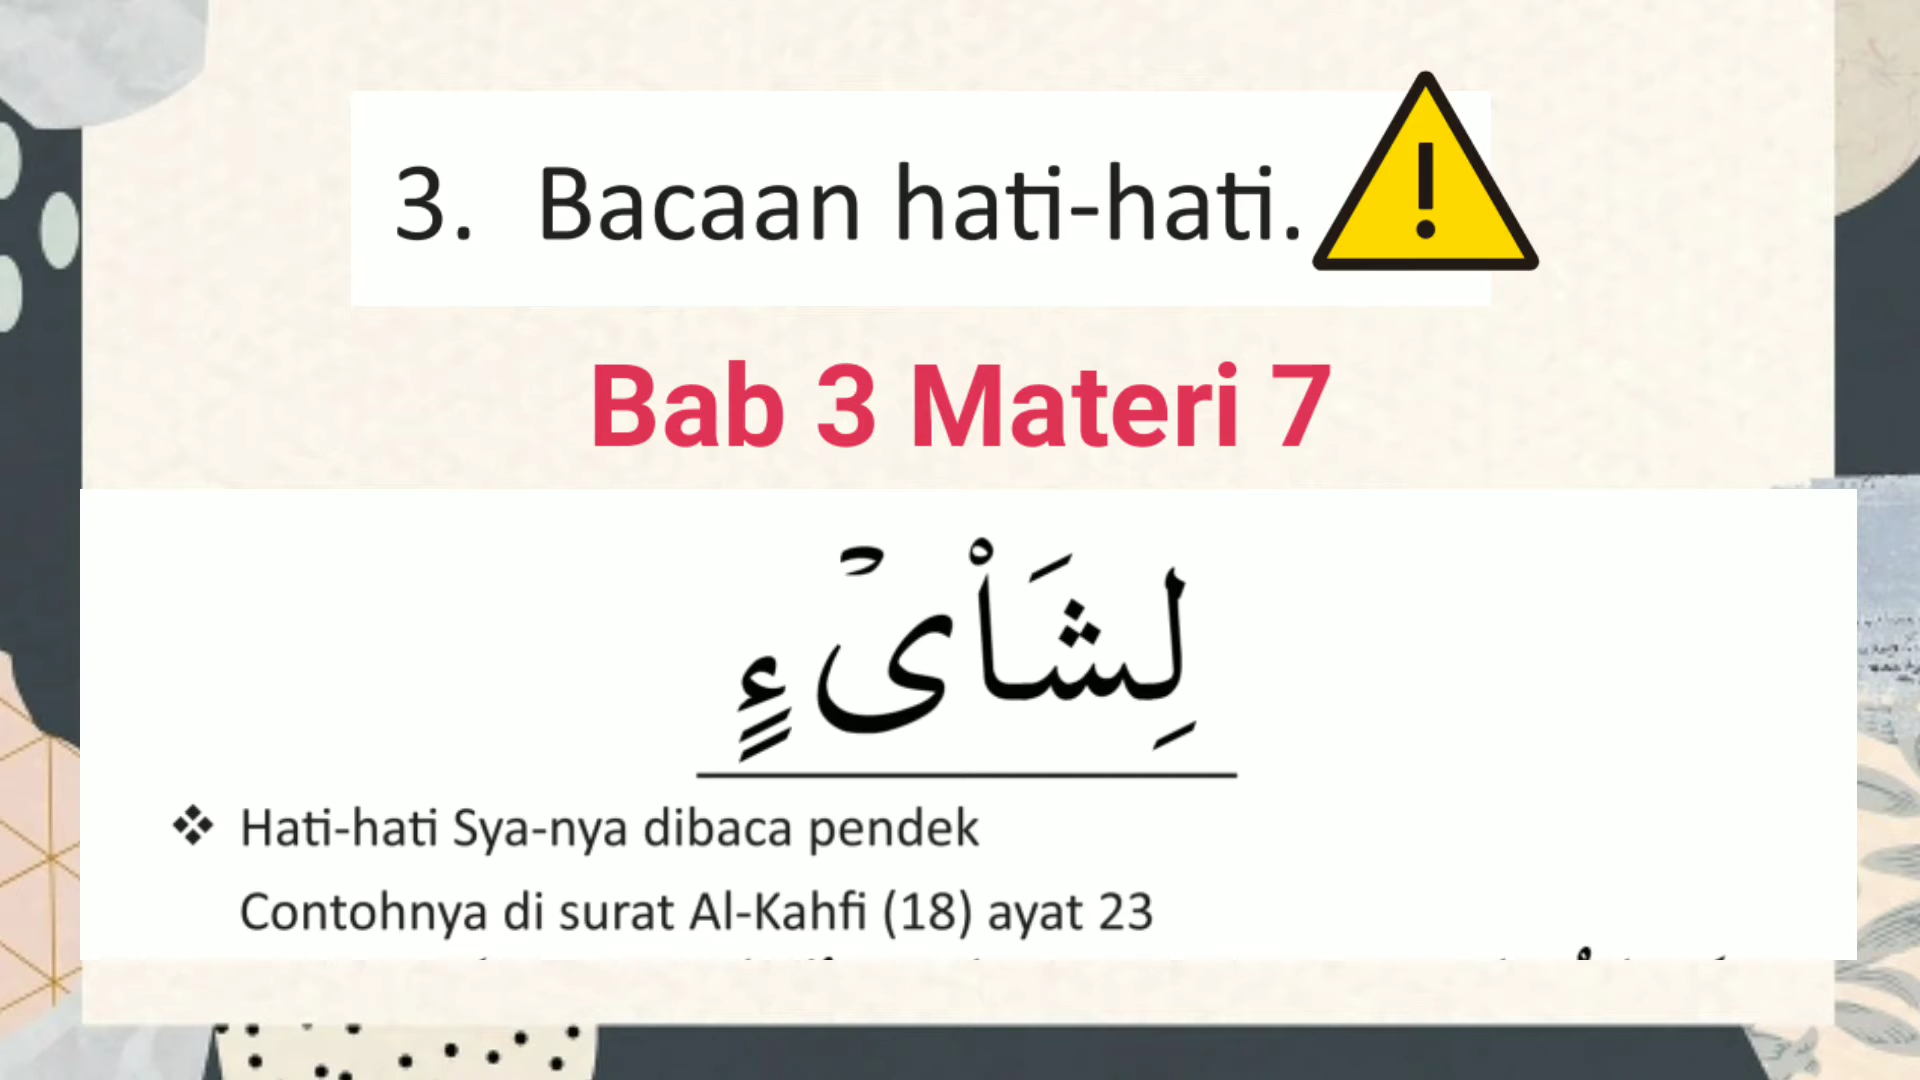 3. Bacaan hati-hati.
Bab 3 Materi 7
لِشَا۟ىْءٍ
❖ Hati-hati Sya-nya dibaca pendek
Contohnya di surat Al-Kahfi (18) ayat 23